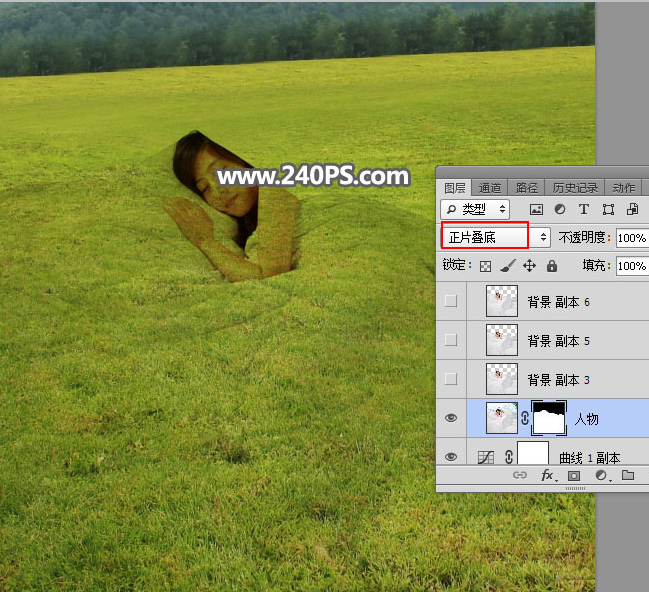 www.240PS.com
图层 通道 路径 历史记录 动作
类型
正片叠底 不透明度: 100%
锁定: 填充: 100%
背景 副本 6
背景 副本 5
背景 副本 3
人物
曲线 1 副本
fx